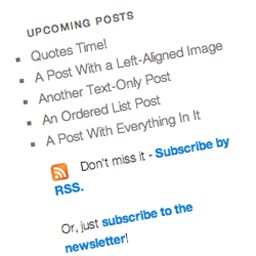 UPCOMING POSTS
Quotes Time!
A Post With a Left-Aligned Image
Another Text-Only Post
An Ordered List Post
A Post With Everything In It
Don't miss it - Subscribe by
RSS.
Or, just subscribe to the
newsletter!